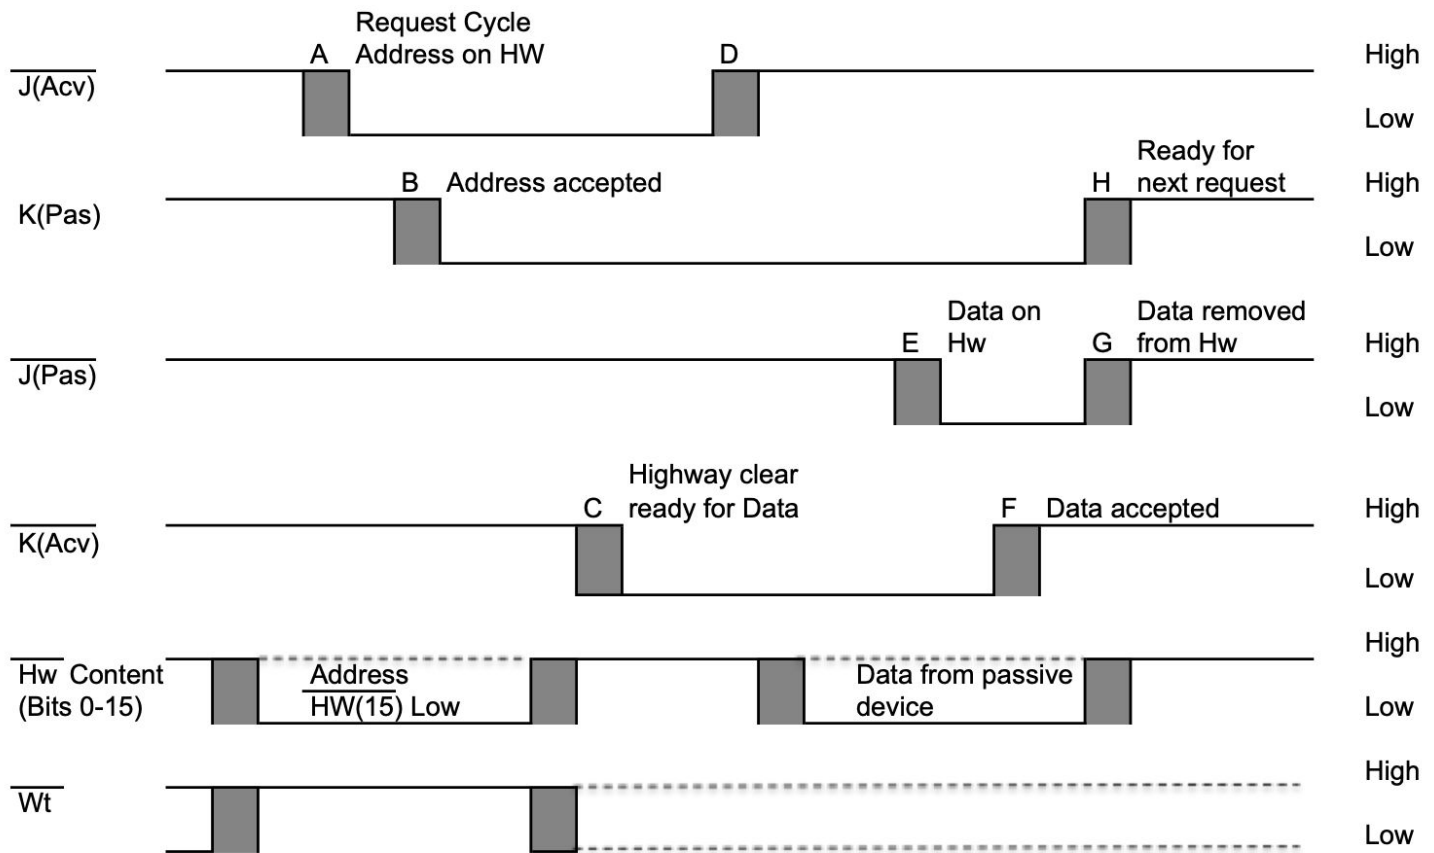 Request Cycle
A Address on HW D High
J(Acv)
Low
Ready for
B Address accepted H next request High
K(Pas)
Low
Data on Data removed
E Hw G from Hw High
J(Pas)
Low
Highway clear
C ready for Data F Data accepted High
K(Acv)
Low
High
Hw Content Address Data from passive
(Bits 0-15) HW(15) Low device Low
High
Wt
Low